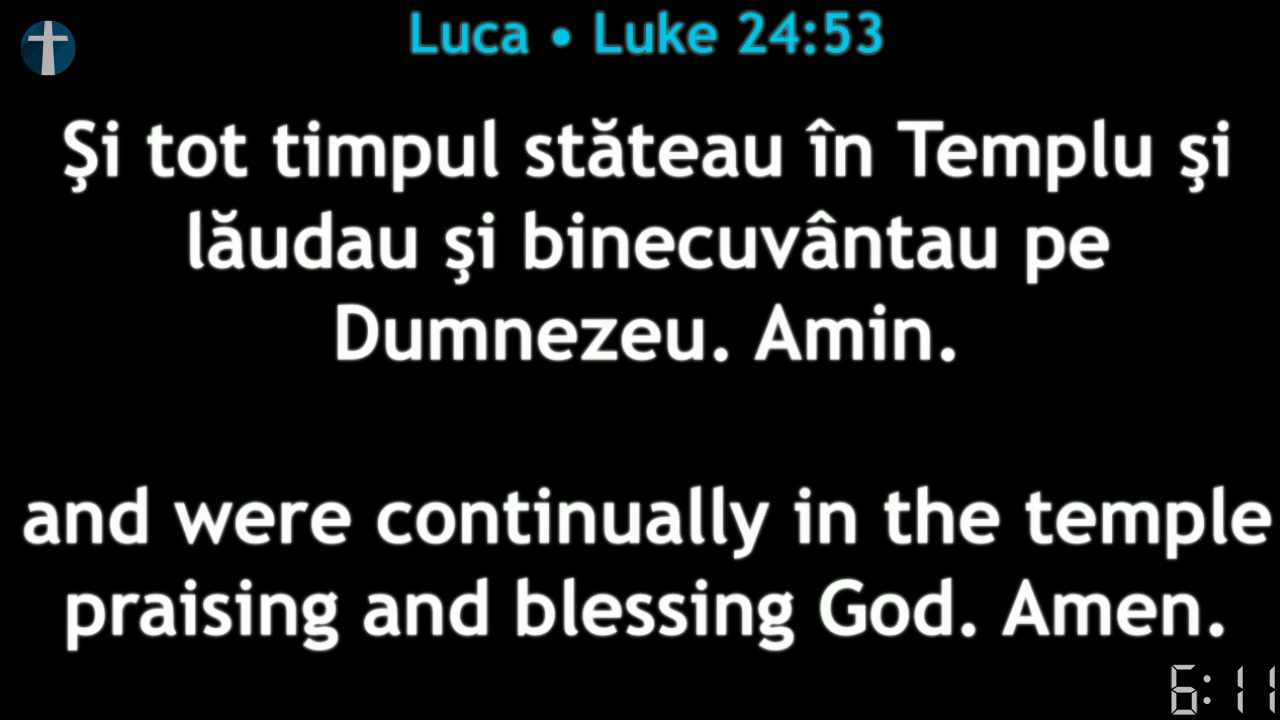 Luca • Luke 24:53
Şi tot timpul stăteau în Templu şi
lăudau şi binecuvântau pe
Dumnezeu. Amin.
and were continually in the temple
praising and blessing God. Amen.
6:11